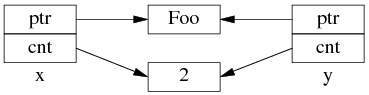 ptr Foo ptr
cnt cnt
x 2 y